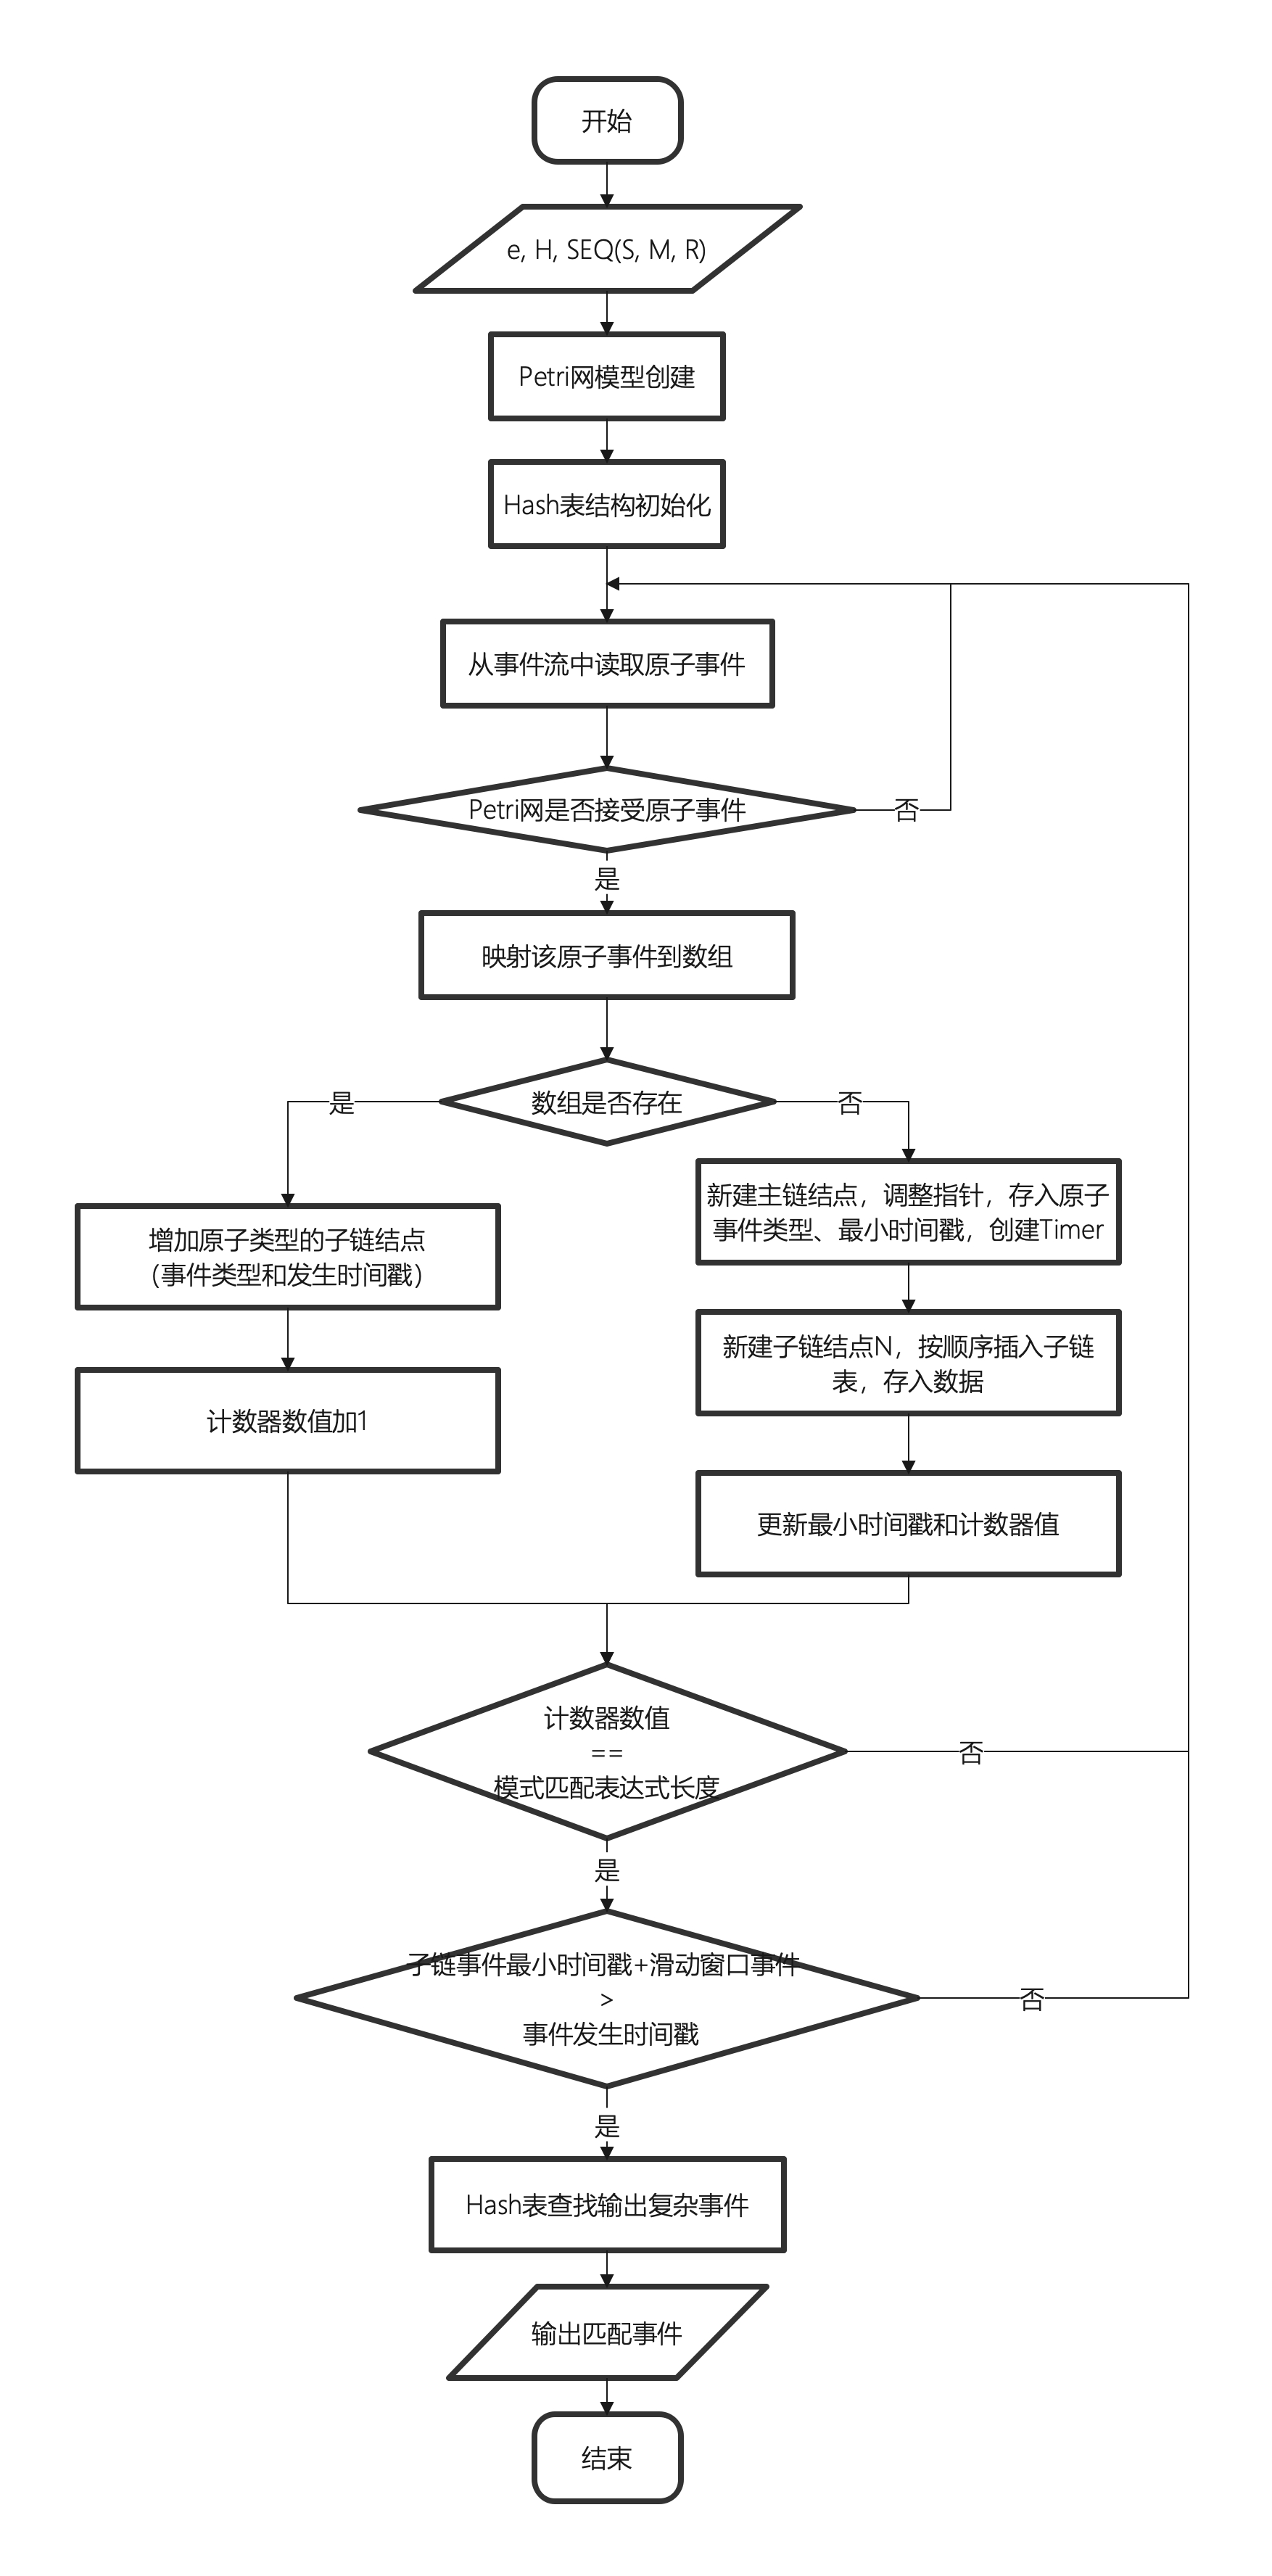 开始
e, H, SEQ(S, M, R)
Petri网模型创建
Hash表结构初始化
从事件流中读取原子事件
Petri网是否接受原子事件
否
是
映射该原子事件到数组
数组是否存在
是
否
新建主链结点，调整指针，存入原子
事件类型、最小时间戳，创建Timer
增加原子类型的子链结点
（事件类型和发生时间戳）
新建子链结点N，按顺序插入子链
表，存入数据
计数器数值加1
更新最小时间戳和计数器值
计数器数值
==
模式匹配表达式长度
否
是
子链事件最小时间戳+滑动窗口事件
>
事件发生时间戳
否
是
Hash表查找输出复杂事件
输出匹配事件
结束